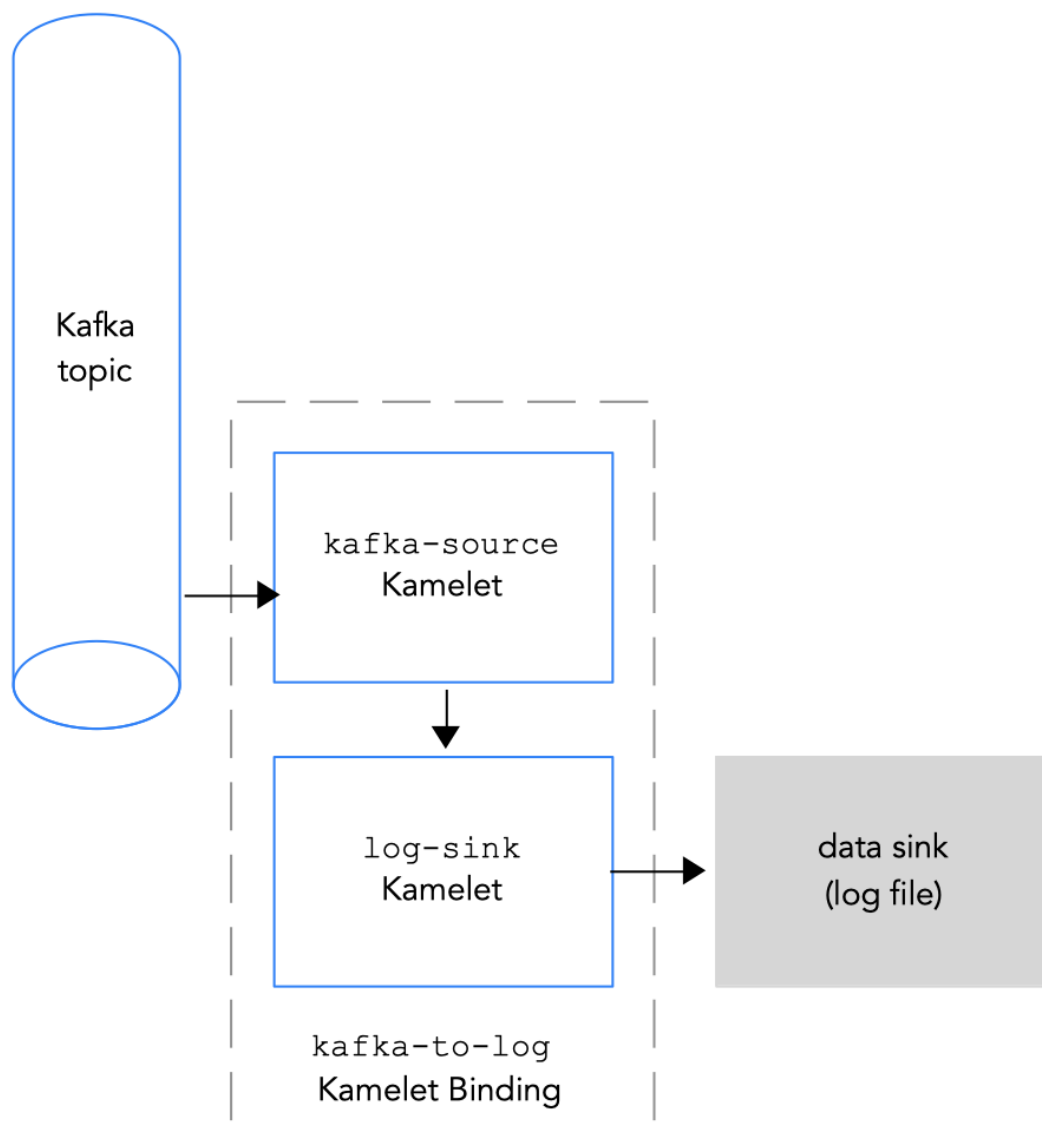 Kafka
topic
kafka-source
Kamelet
log-sink
Kamelet
data sink
(log file)
kafka-to-log
Kamelet Binding